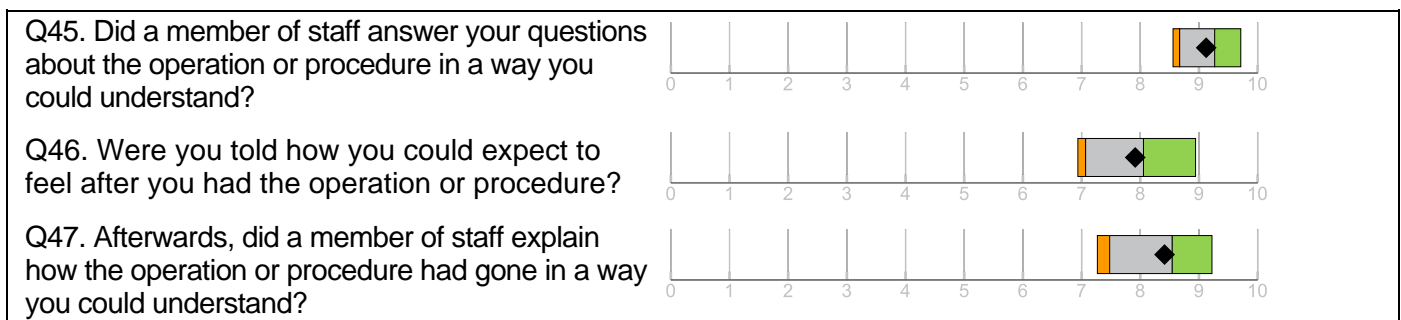 Q45. Did a member of staff answer your questions
about the operation or procedure in a way you
could understand?
0 1 2 3 4 5 6 7 8 9 10
Q46. Were you told how you could expect to
feel after you had the operation or procedure?
0 1 2 3 4 5 6 7 8 9 10
Q47. Afterwards, did a member of staff explain
how the operation or procedure had gone in a way
you could understand?
0 1 2 3 4 5 6 7 8 9 10